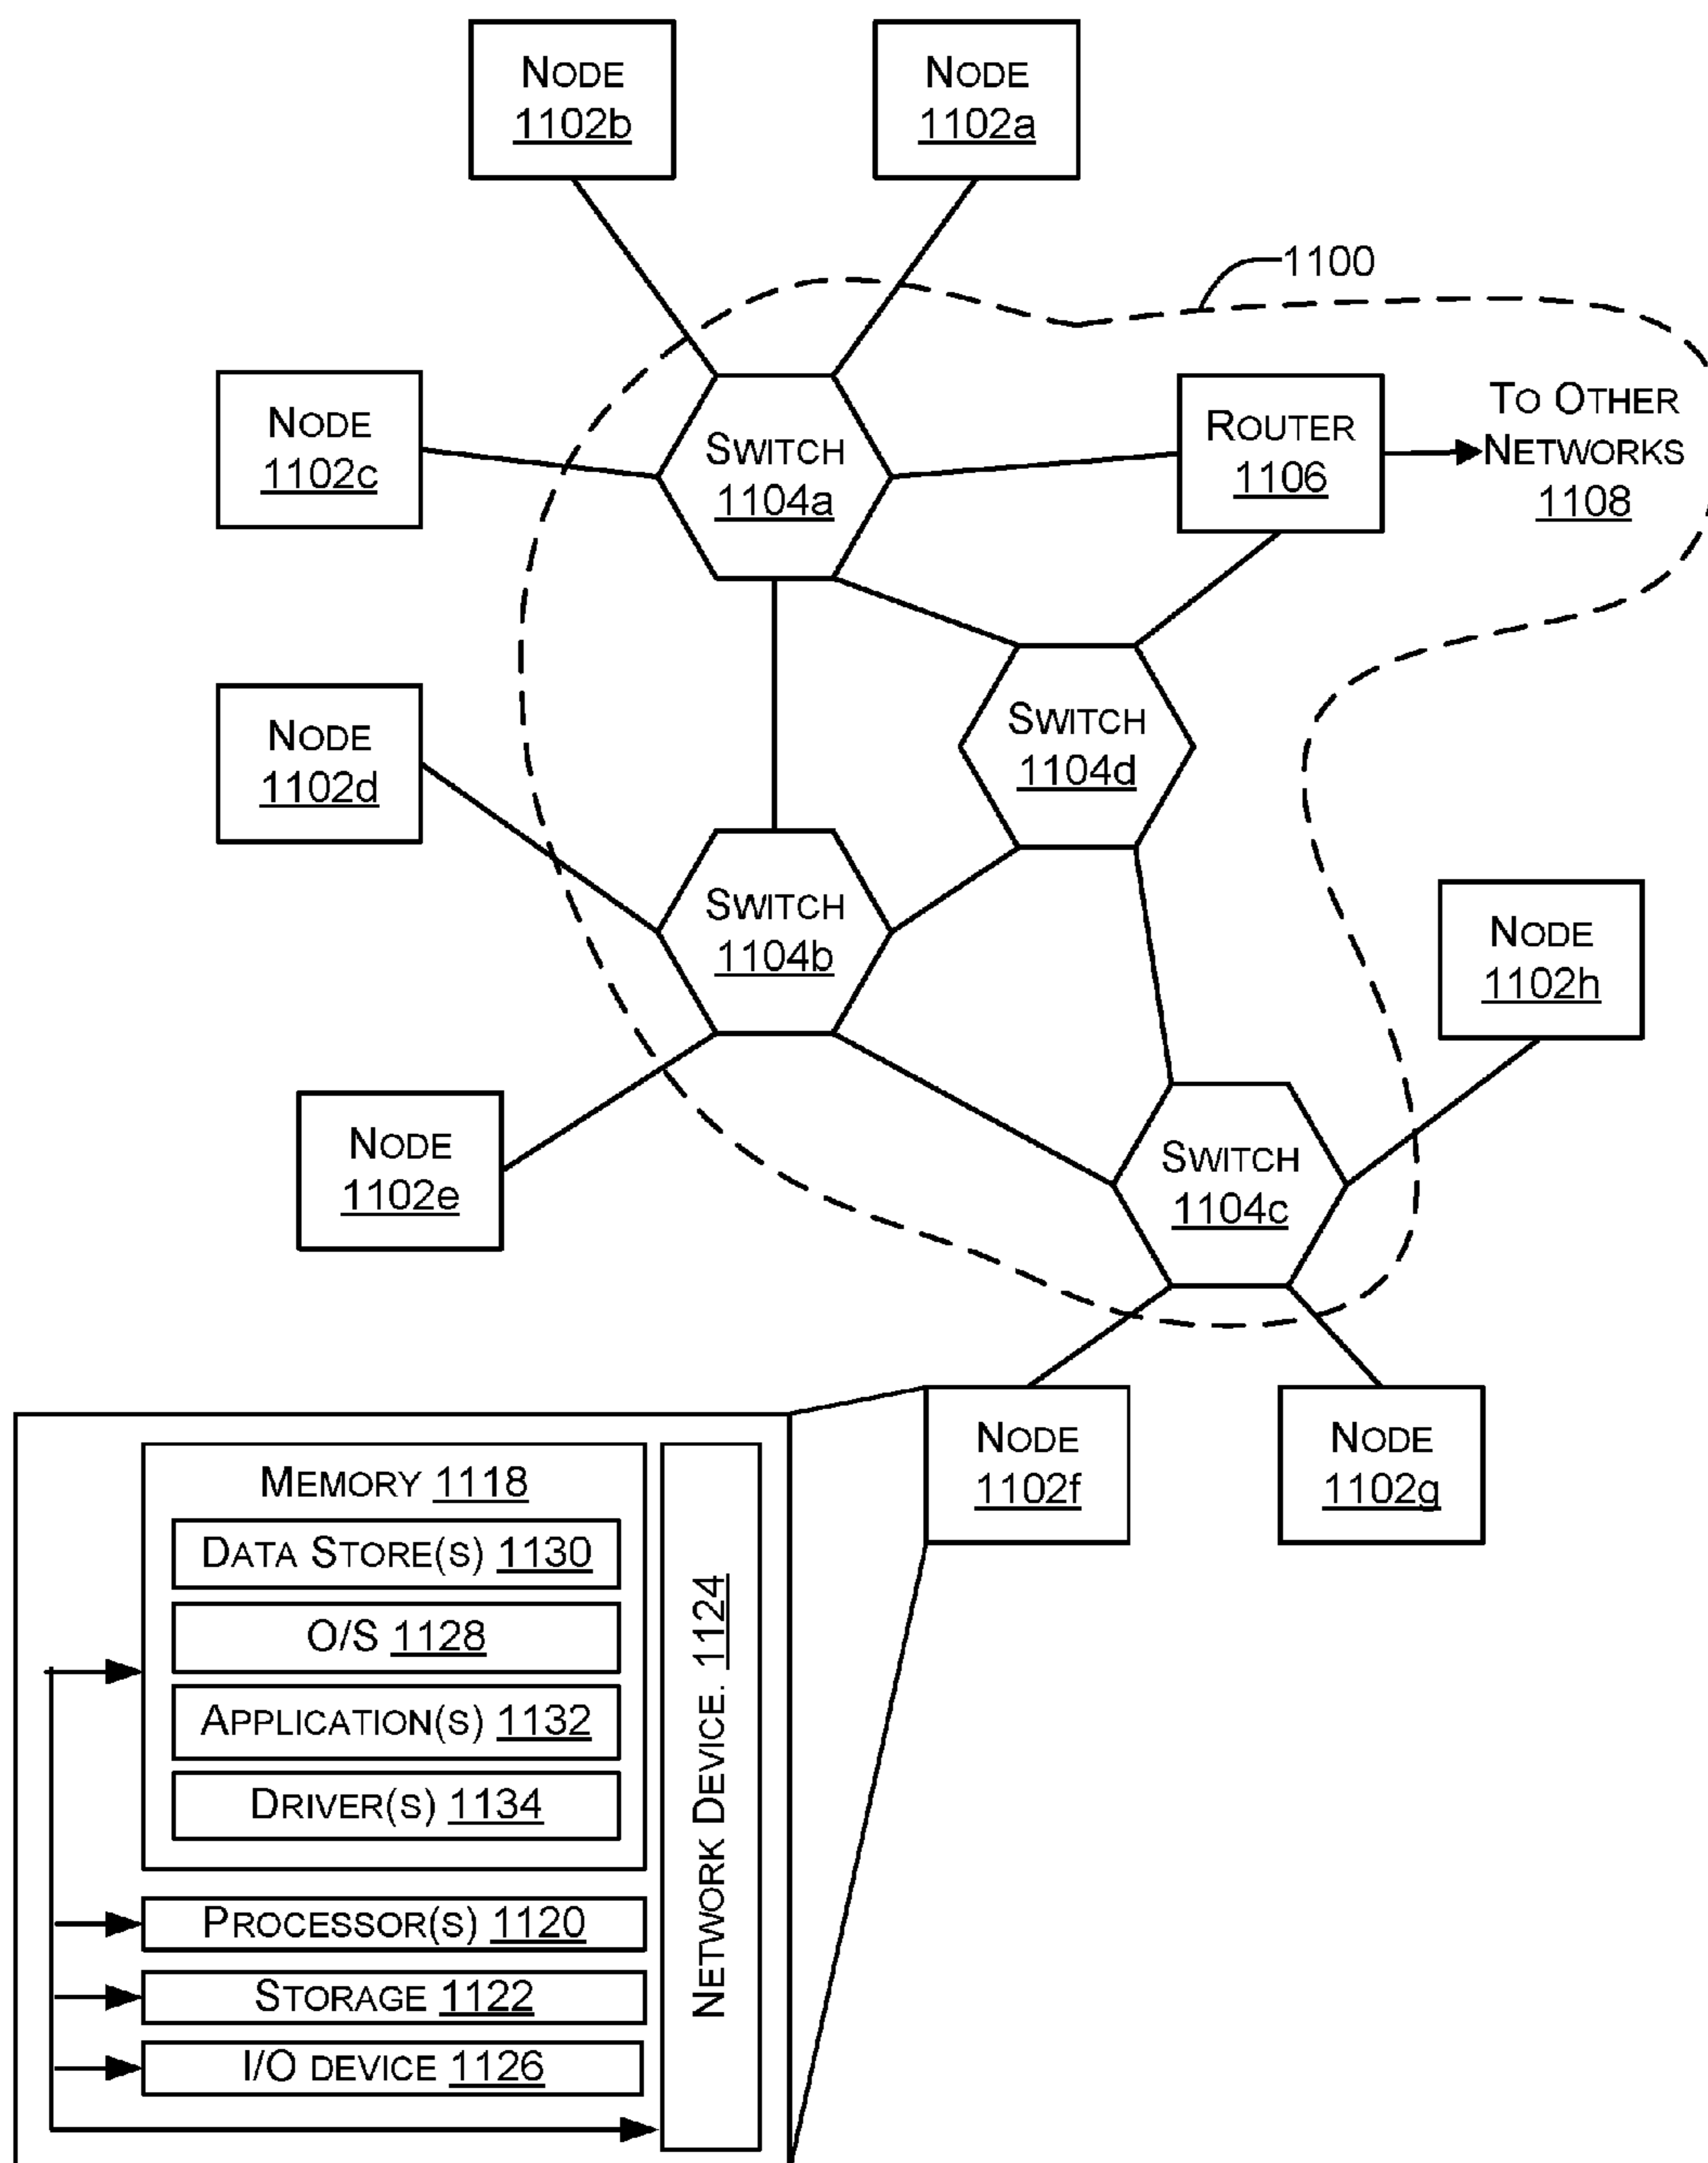 NODE
1102b
NODE
1102a
1100
NODE
1102c
SWITCH
1104a
ROUTER
1106
TO OTHER
NETWORKS
1108
NODE
1102d
SWITCH
1104d
SWITCH
1104b
NODE
1102h
NODE
1102e
SWITCH
1104c
NODE
1102f
NODE
1102g
MEMORY 1118
DATA STORE(S) 1130
O/S 1128
APPLICATION(S) 1132
DRIVER(S) 1134
NETWORK DEVICE. 1124
PROCESSOR(S) 1120
STORAGE 1122
I/O DEVICE 1126